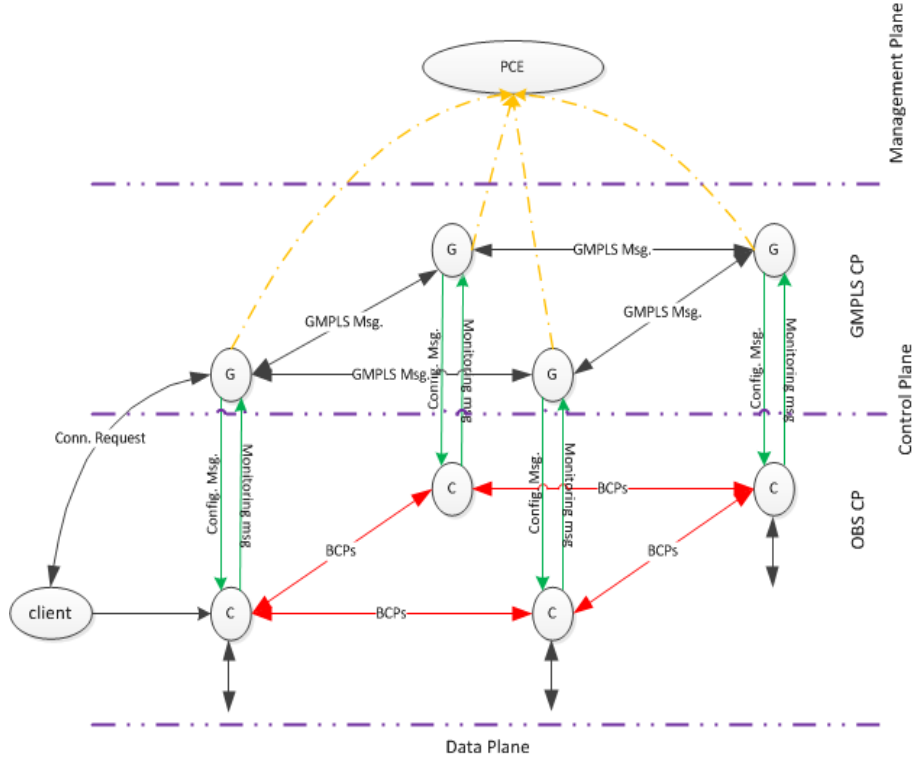 PCE
Management Plane
G
GMPLS Msg.
G
GMPLS CP
GMPLS Msg.
GMPLS Msg.
G
GMPLS Msg.
G
Config. Msg.
Monitoring msg
Config. Msg.
Monitoring msg
Control Plane
Conn. Request
Config. Msg.
Monitoring msg
Config. Msg.
Monitoring msg
C
BCPs
C
OBS CP
BCPs
BCPs
client
C
BCPs
C
Data Plane